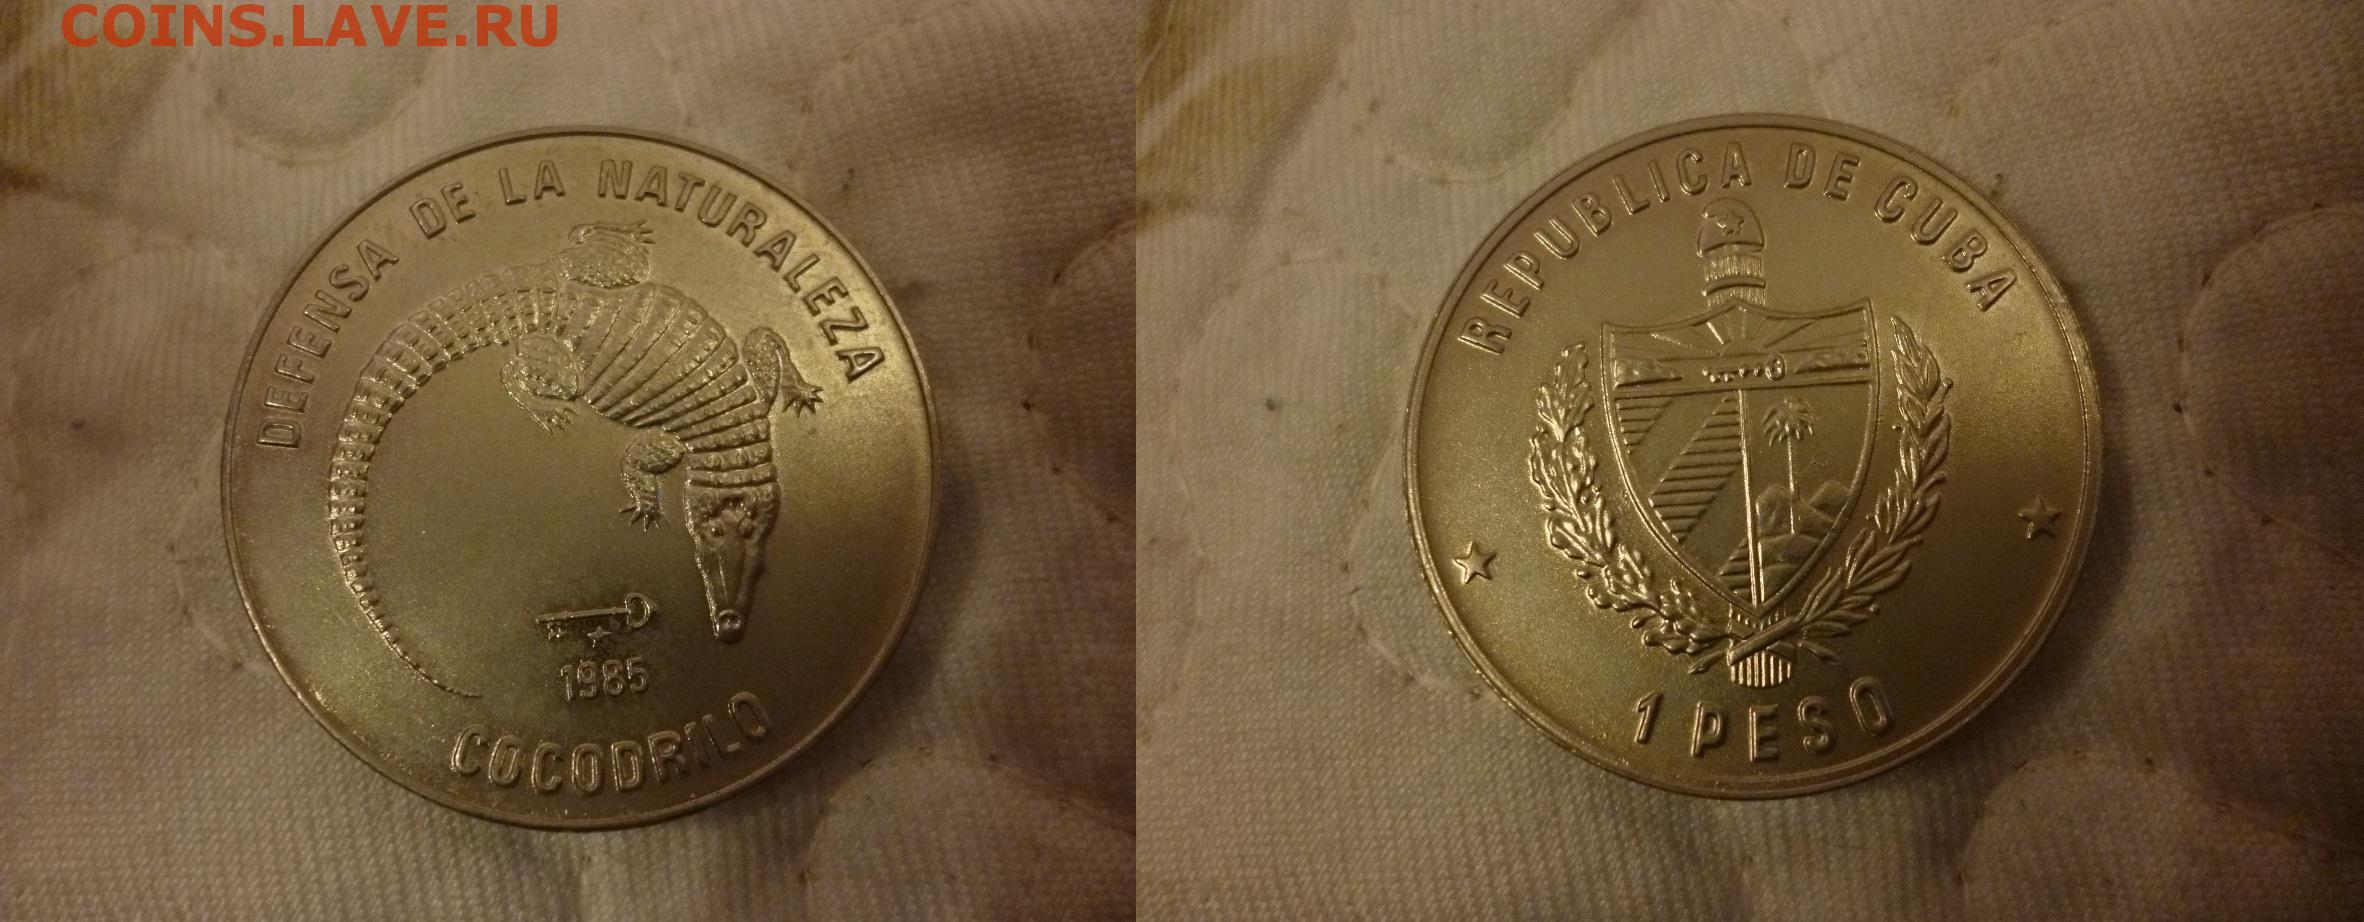 COINS.LAVE.RU
DEFENSA DE LA NATURALEZA
1985
COCODRILO
REPUBLICA DE CUBA
1 PESO